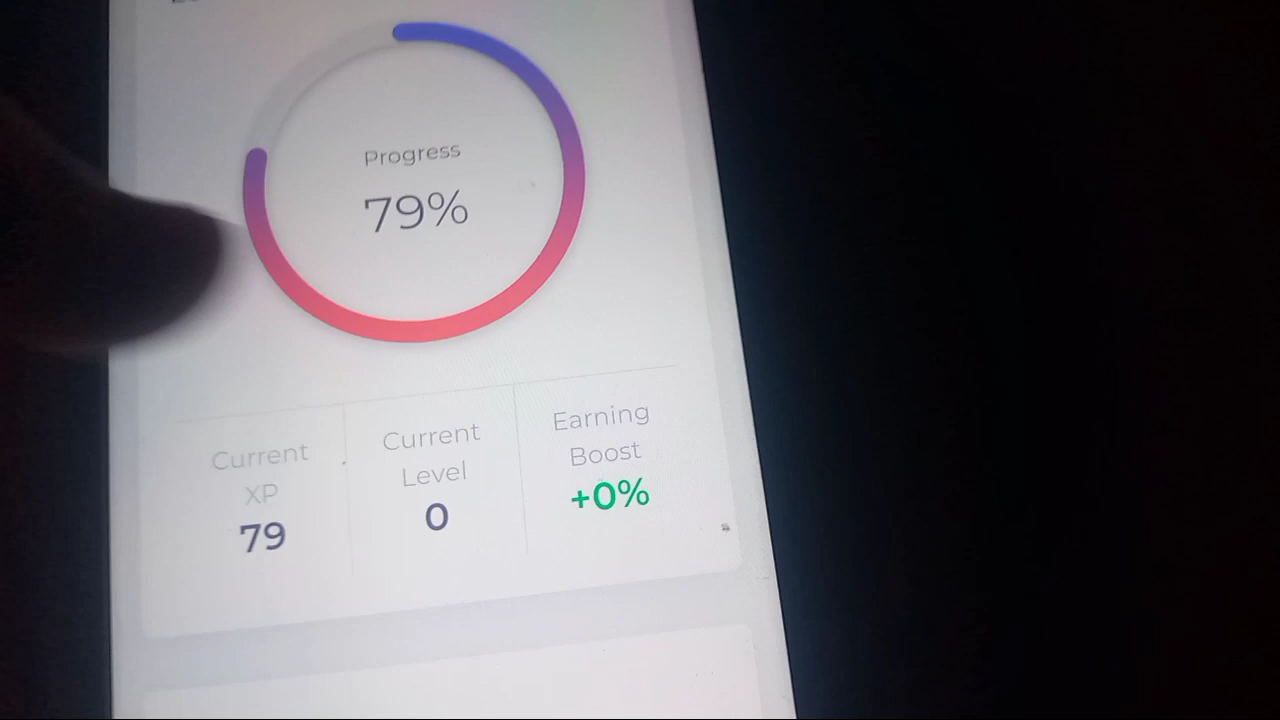 Progress
79%
Current
XP
79
Current
Level
0
Earning
Boost
+0%